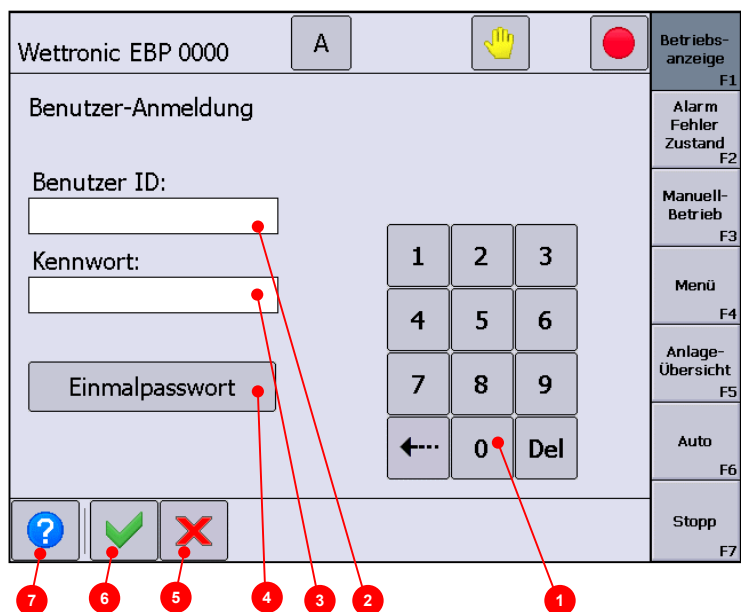 Wettronic EBP 0000
A
Benutzer-Anmeldung
Benutzer ID:
Kennwort:
Einmalpasswort
1 2 3
4 5 6
7 8 9
0 Del
?
Betriebs-
anzeige
F1
Alarm
Fehler
Zustand
F2
Manuell-
Betrieb
F3
Menü
F4
Anlage-
Übersicht
F5
Auto
F6
Stopp
F7
7 6 5 4 3 2 1